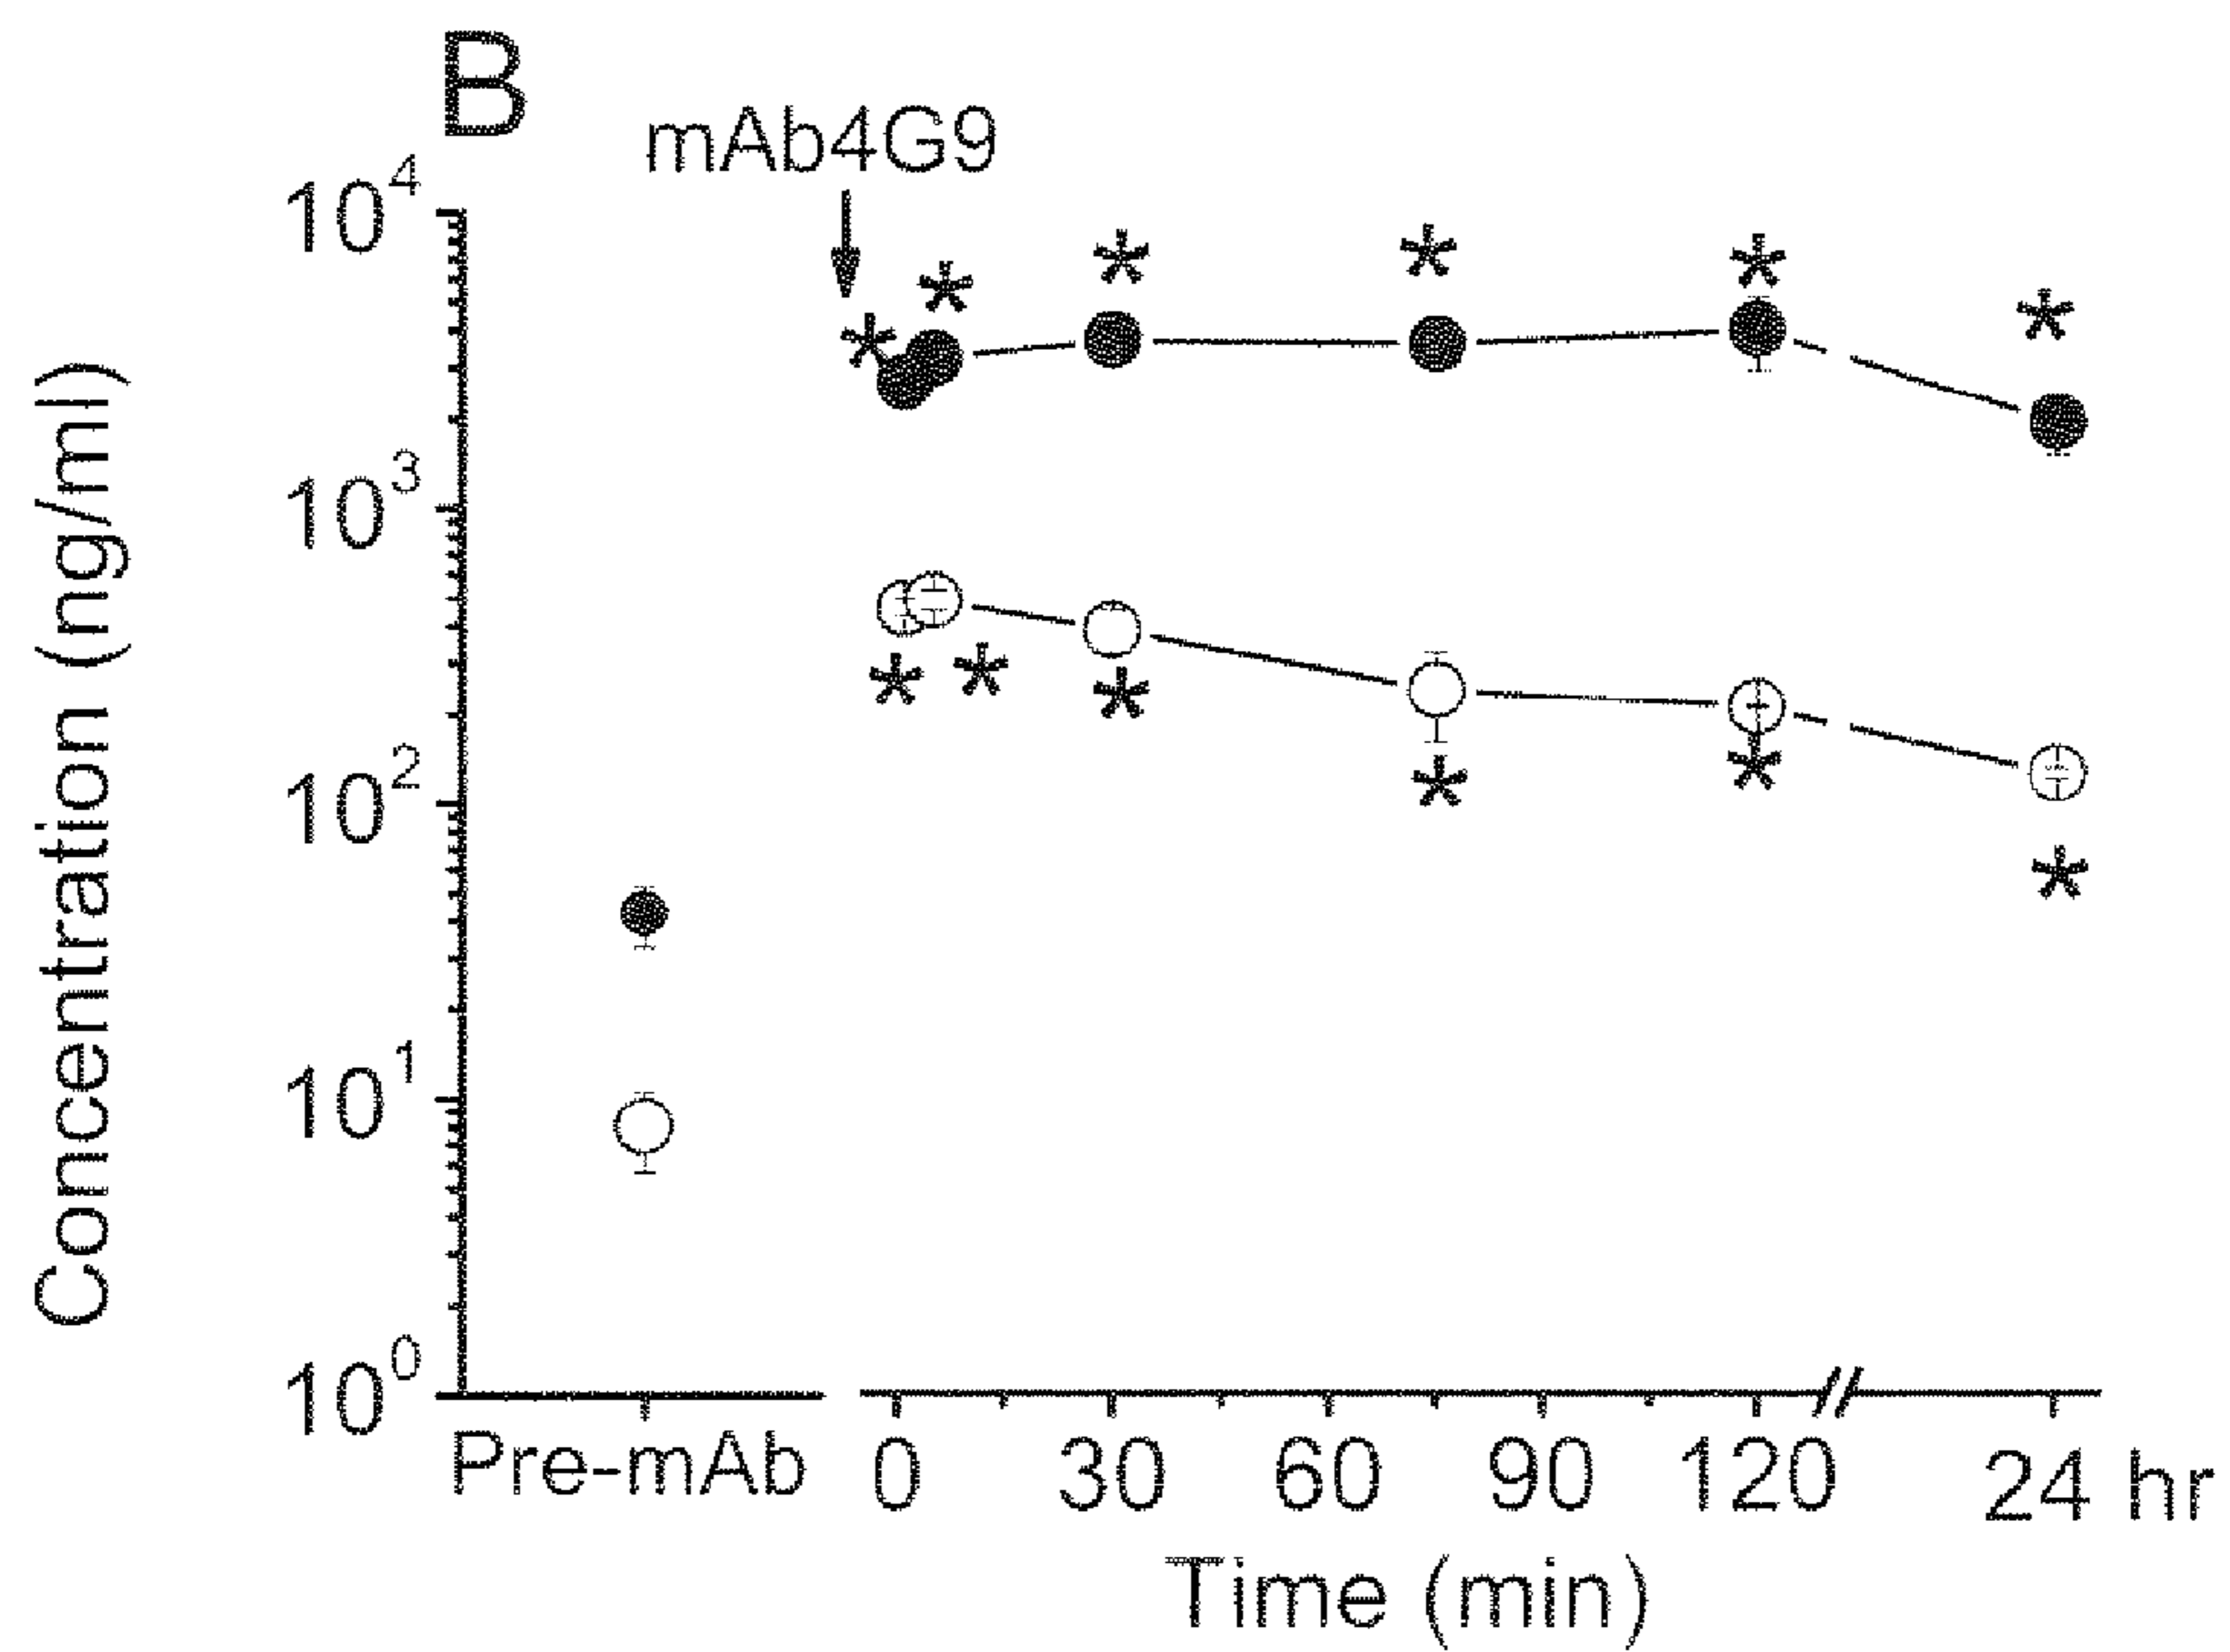 B
mAb4G9
* * * * * *
10^4
10^3
* * * * * *
10^2
10^1
10^0
Concentration (ng/ml)
Pre-mAb 0 30 60 90 120 24 hr
Time (min)